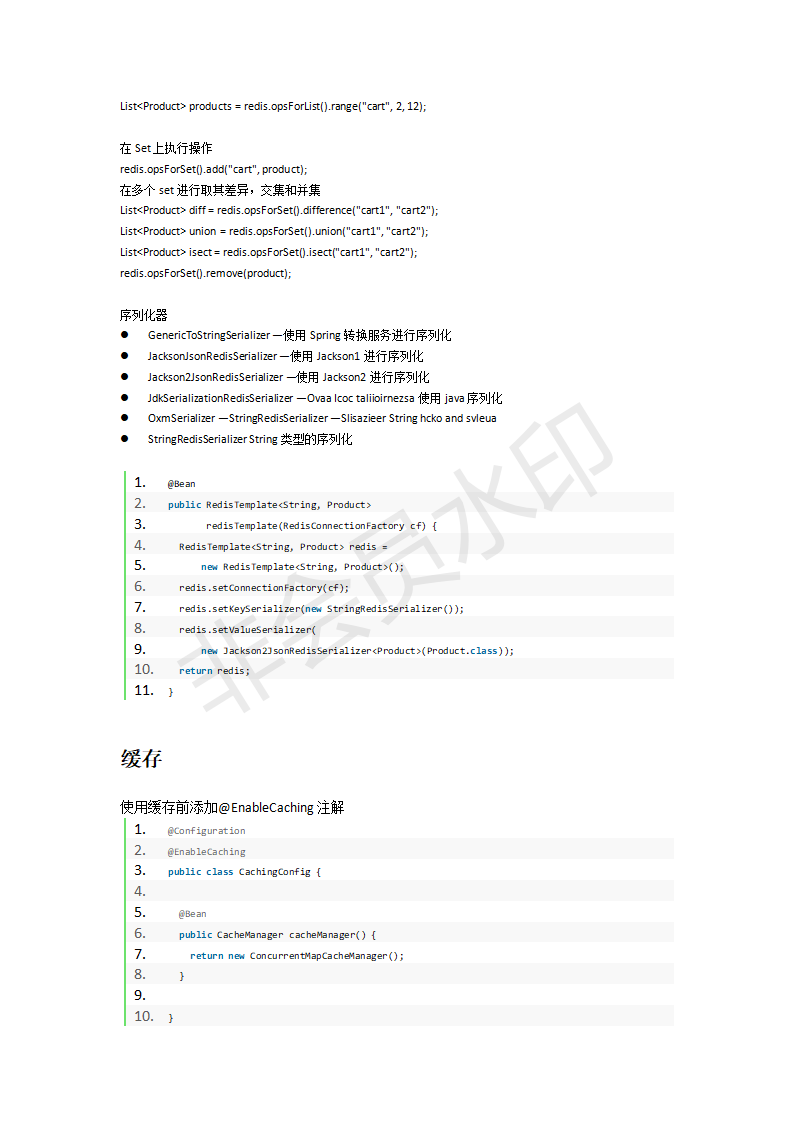 List<Product> products = redis.opsForList().range("cart", 2, 12);
在 Set 上执行操作
redis.opsForSet().add("cart", product);
在多个 set 进行取其差异，交集和并集
List<Product> diff = redis.opsForSet().difference("cart1", "cart2");
List<Product> union = redis.opsForSet().union("cart1", "cart2");
List<Product> isect = redis.opsForSet().isect("cart1", "cart2");
redis.opsForSet().remove(product);
序列化器
● GenericToStringSerializer —使用 Spring 转换服务进行序列化
● JacksonJsonRedisSerializer —使用 Jackson1 进行序列化
● Jackson2JsonRedisSerializer —使用 Jackson2 进行序列化
● JdkSerializationRedisSerializer —Ovaa lcoc taliioirnezsa 使用 java 序列化
● OxmSerializer —StringRedisSerializer —Slisazieer String hcko and svleua
● StringRedisSerializer String 类型的序列化
1. @Bean
2. public RedisTemplate<String, Product>
3. redisTemplate(RedisConnectionFactory cf) {
4. RedisTemplate<String, Product> redis =
5. new RedisTemplate<String, Product>();
6. redis.setConnectionFactory(cf);
7. redis.setKeySerializer(new StringRedisSerializer());
8. redis.setValueSerializer(
9. new Jackson2JsonRedisSerializer<Product>(Product.class));
10. return redis;
11. }
非会员水印
缓存
使用缓存前添加@EnableCaching 注解
1. @Configuration
2. @EnableCaching
3. public class CachingConfig {
4.
5. @Bean
6. public CacheManager cacheManager() {
7. return new ConcurrentMapCacheManager();
8. }
9.
10. }